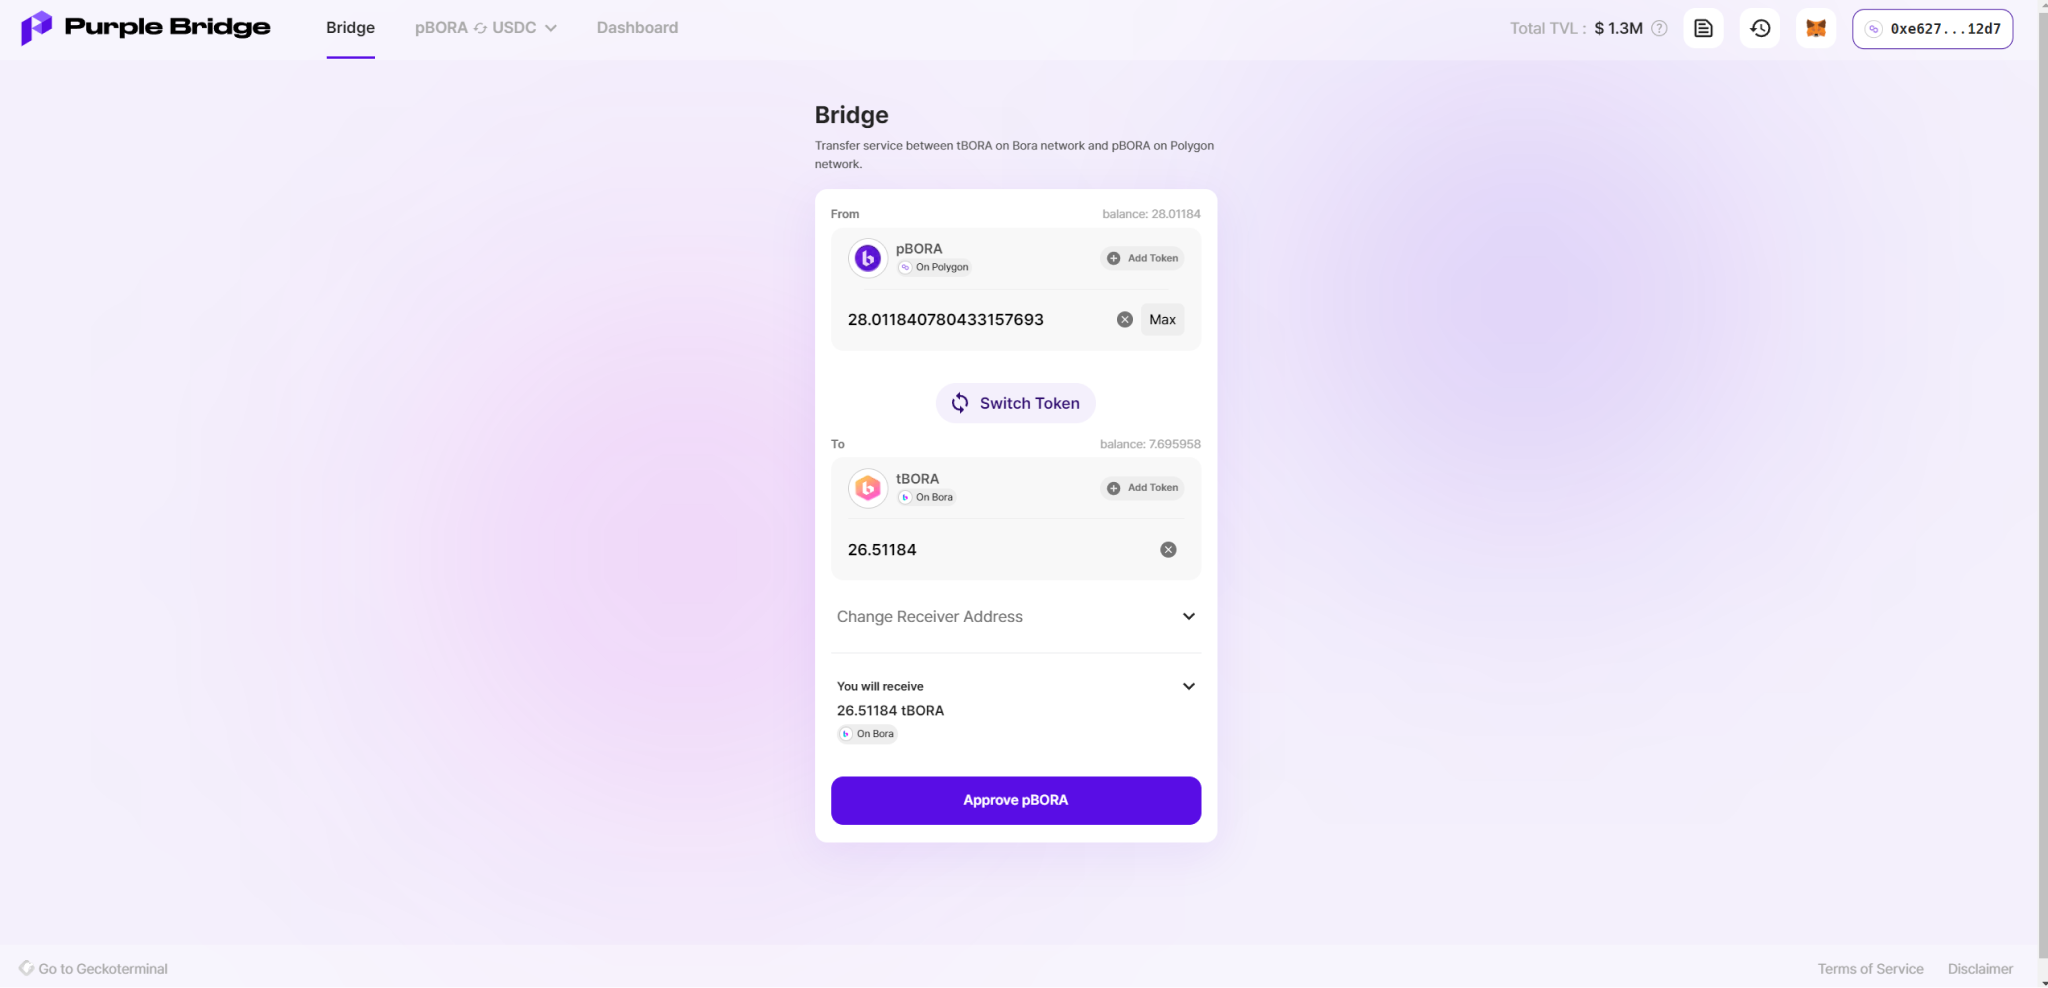 Purple Bridge
Bridge
pBORA USDC
Dashboard
Total TVL : $ 1.3M
0xe627...12d7
Bridge
Transfer service between tBORA on Bora network and pBORA on Polygon
network.
From
balance: 28.01184
pBORA
Add Token
On Polygon
28.011840780433157693
Max
Switch Token
To
balance: 7.695958
tBORA
Add Token
On Bora
26.51184
Change Receiver Address
You will receive
26.51184 tBORA
On Bora
Approve pBORA
Go to Geckoterminal
Terms of Service
Disclaimer